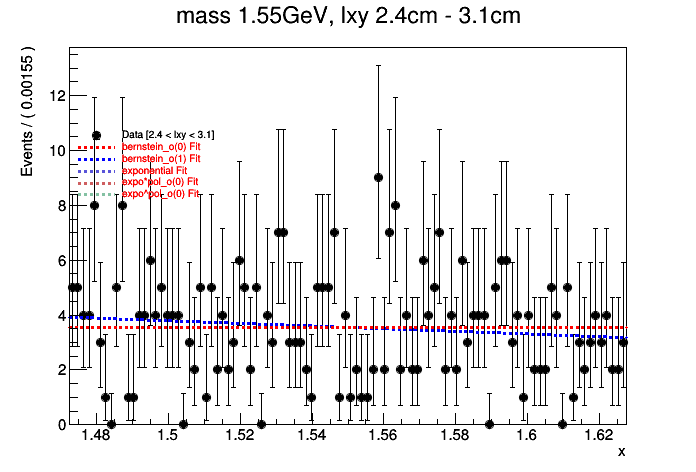 mass 1.55GeV, lxy 2.4cm - 3.1cm
Events / ( 0.00155 )
12
10
8
6
4
2
0
Data [2.4 < lxy < 3.1]
bernstein_o(0) Fit
bernstein_o(1) Fit
exponential Fit
expo*pol_o(0) Fit
expo^pol_o(0) Fit
1.48 1.5 1.52 1.54 1.56 1.58 1.6 1.62
x